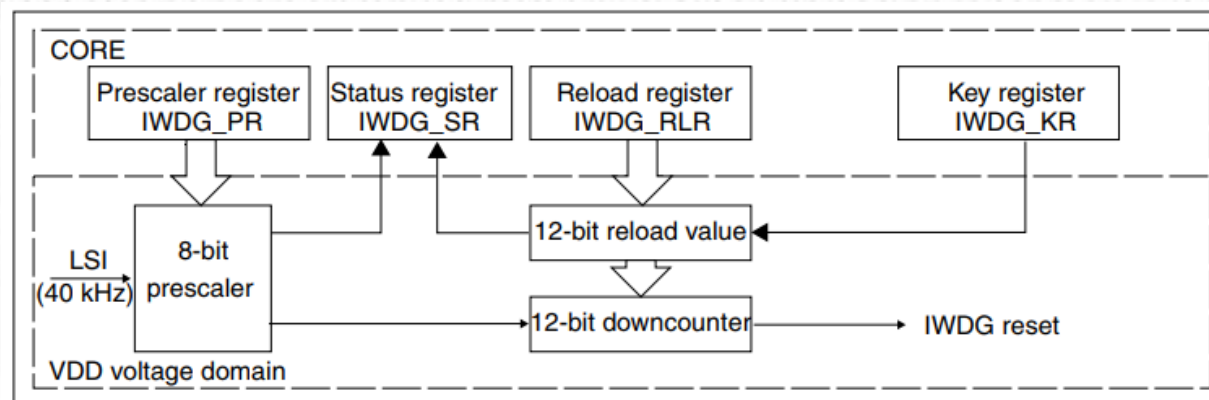 CORE
Prescaler register
IWDG_PR
Status register
IWDG_SR
Reload register
IWDG_RLR
Key register
IWDG_KR
LSI
(40 kHz)
8-bit
prescaler
12-bit reload value
12-bit downcounter
IWDG reset
VDD voltage domain